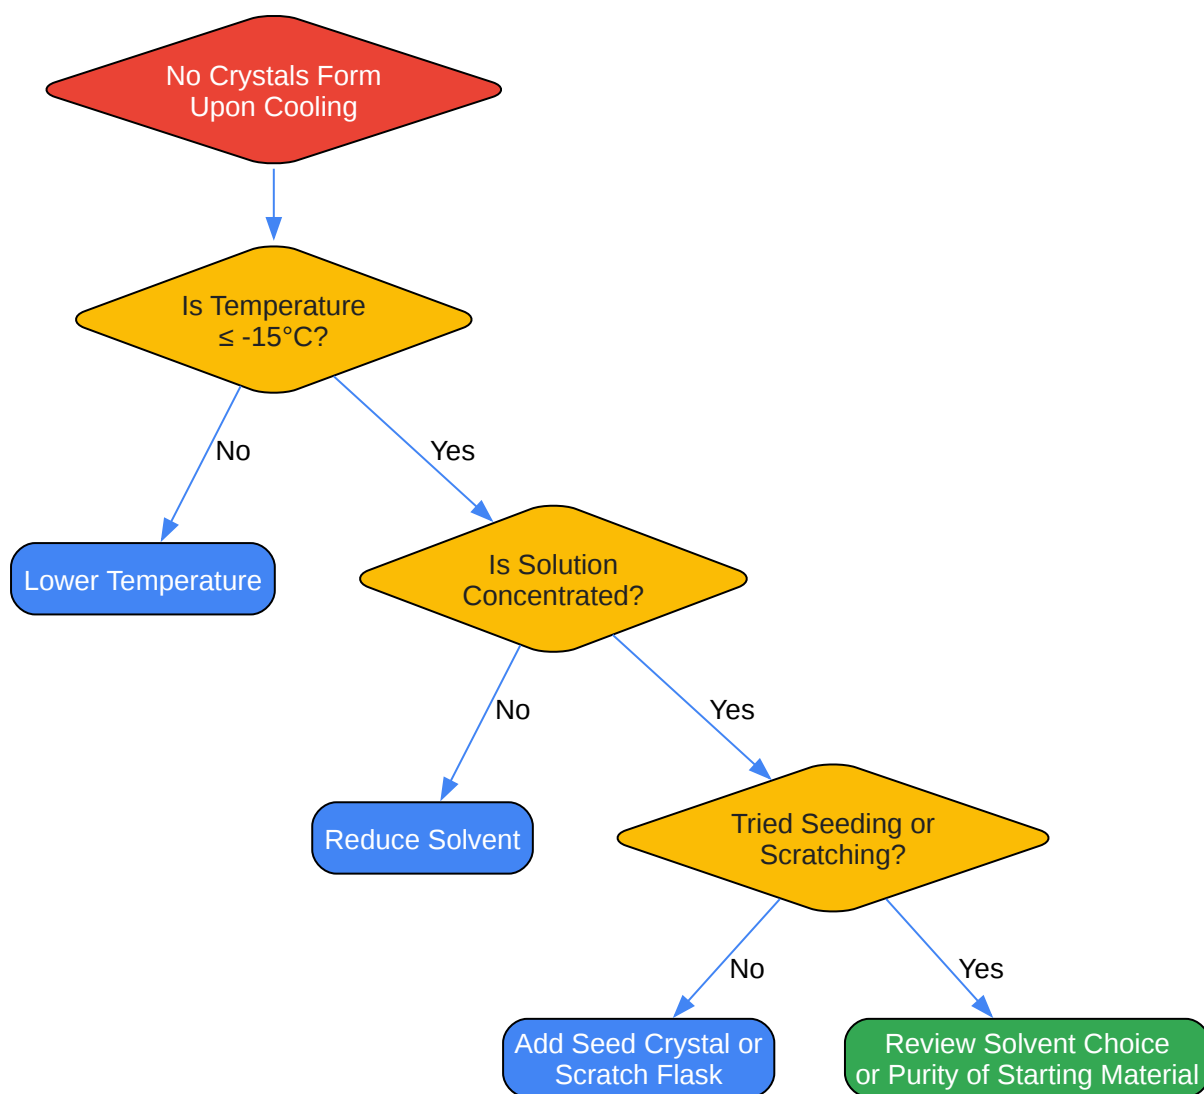 No Crystals Form
Upon Cooling
Is Temperature
≤ -15°C?
No
Yes
Lower Temperature
Is Solution
Concentrated?
No
Yes
Reduce Solvent
Tried Seeding or
Scratching?
No
Yes
Add Seed Crystal or
Scratch Flask
Review Solvent Choice
or Purity of Starting Material